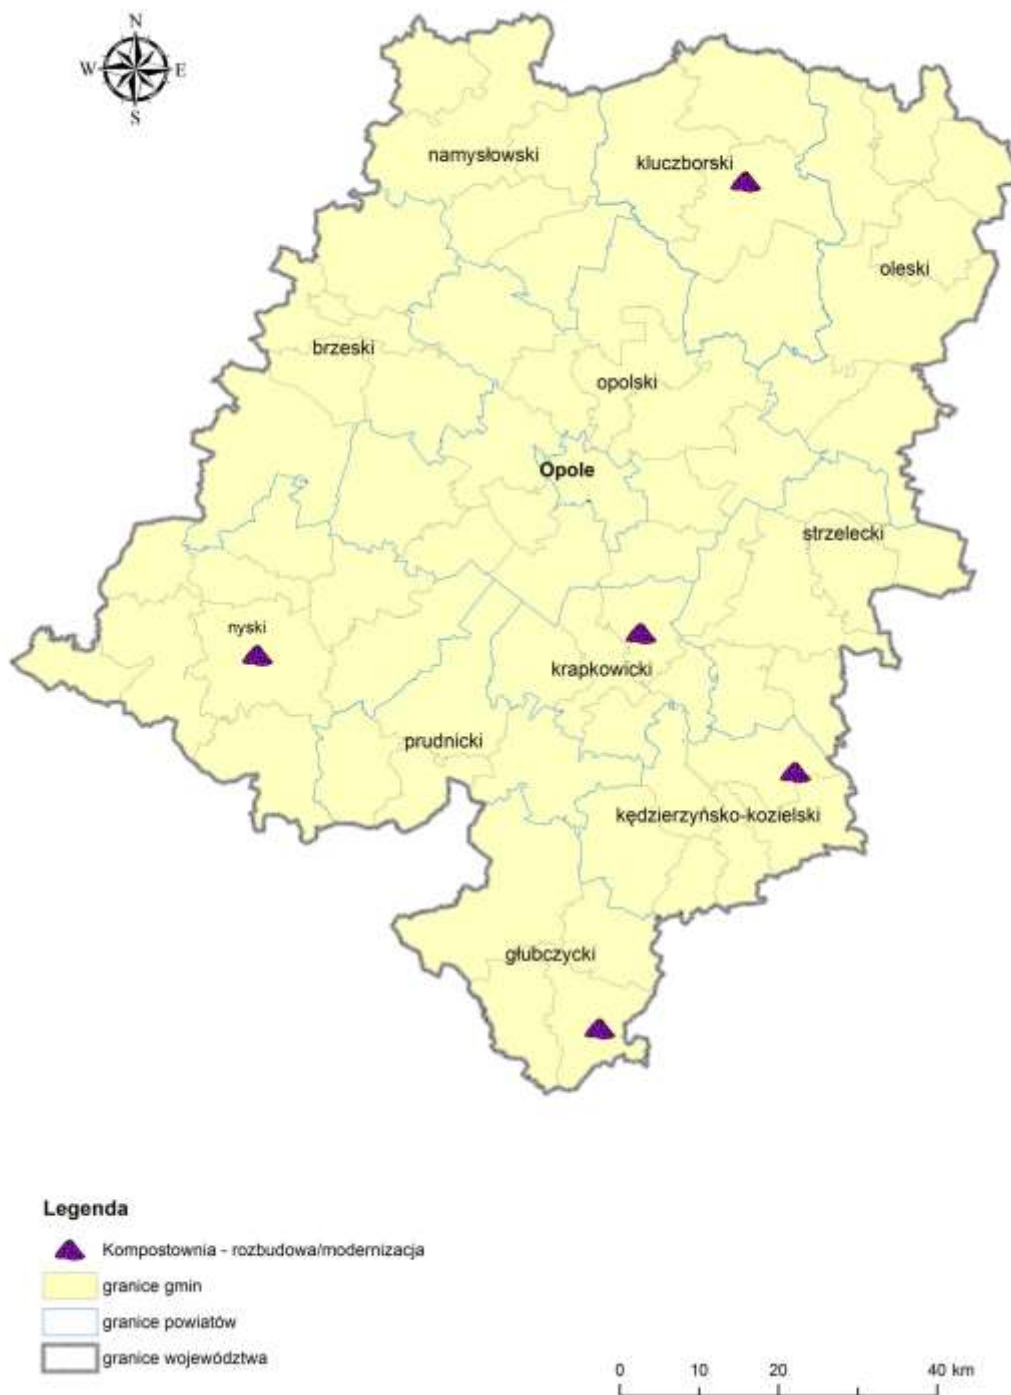 N
W E
S
namysłowski
kluczborski
oleski
brzeski
opolski
Opole
strzelecki
nyski
krapkowicki
prudnicki
kędzierzyńsko-kozielski
głubczycki
Legenda
Kompostownia - rozbudowa/modernizacja
granice gmin
granice powiatów
granice województwa
0 10 20 40 km